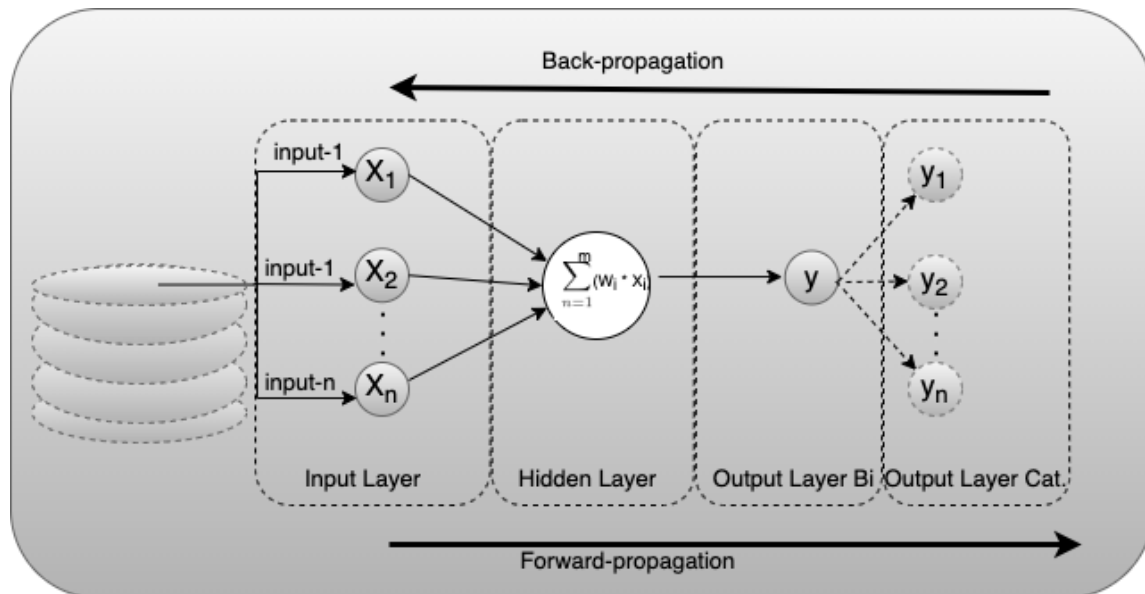 Back-propagation
input-1
X1
y1
input-1
X2
m
∑ (Wi * Xi
n=1
y
y2
input-n
Xn
yn
Input Layer
Hidden Layer
Output Layer Bi
Output Layer Cat.
Forward-propagation